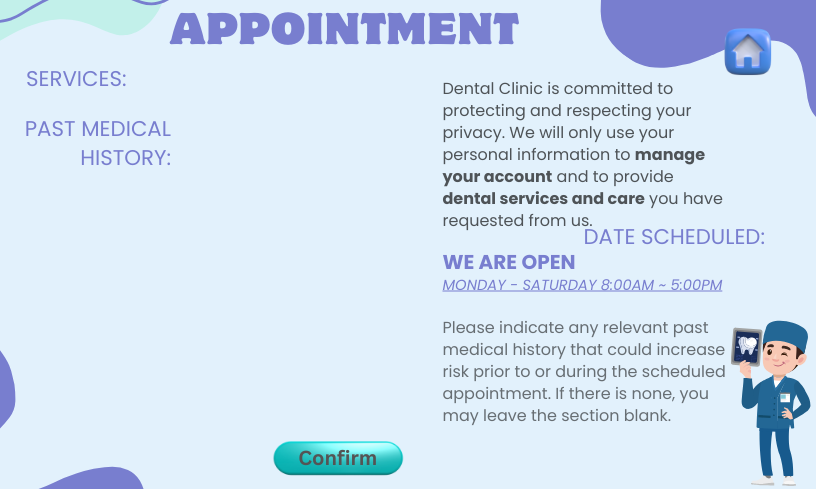 APPOINTMENT
SERVICES:
PAST MEDICAL
HISTORY:
Dental Clinic is committed to
protecting and respecting your
privacy. We will only use your
personal information to manage
your account and to provide
dental services and care you have
requested from us.
DATE SCHEDULED:
WE ARE OPEN
MONDAY - SATURDAY 8:00AM ~ 5:00PM
Please indicate any relevant past
medical history that could increase
risk prior to or during the scheduled
appointment. If there is none, you
may leave the section blank.
Confirm